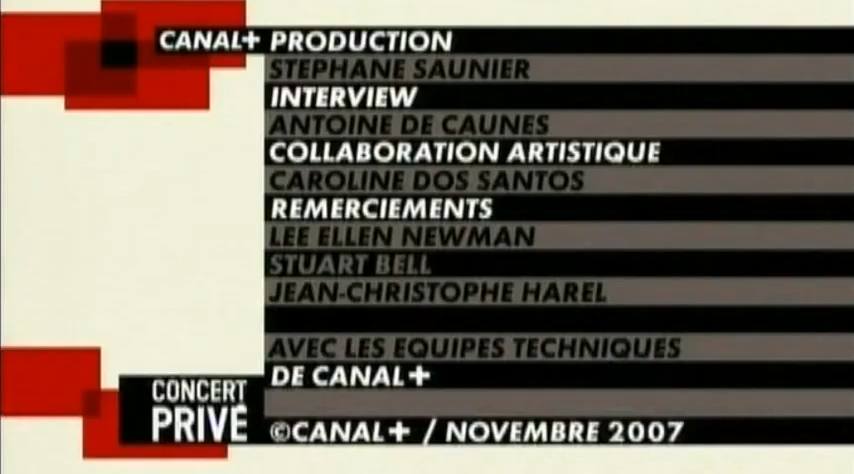 CANAL+ PRODUCTION
STEPHANE SAUNIER
INTERVIEW
ANTOINE DE CAUNES
COLLABORATION ARTISTIQUE
CAROLINE DOS SANTOS
REMERCIEMENTS
LEE ELLEN NEWMAN
STUART BELL
JEAN-CHRISTOPHE HAREL
AVEC LES EQUIPES TECHNIQUES
DE CANAL+
CONCERT
PRIVÉ
©CANAL+ / NOVEMBRE 2007